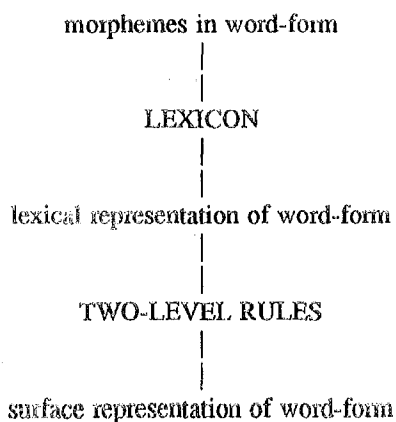 morphemes in word-form
LEXICON
lexical representation of word-form
TWO-LEVEL RULES
surface representation of word-form